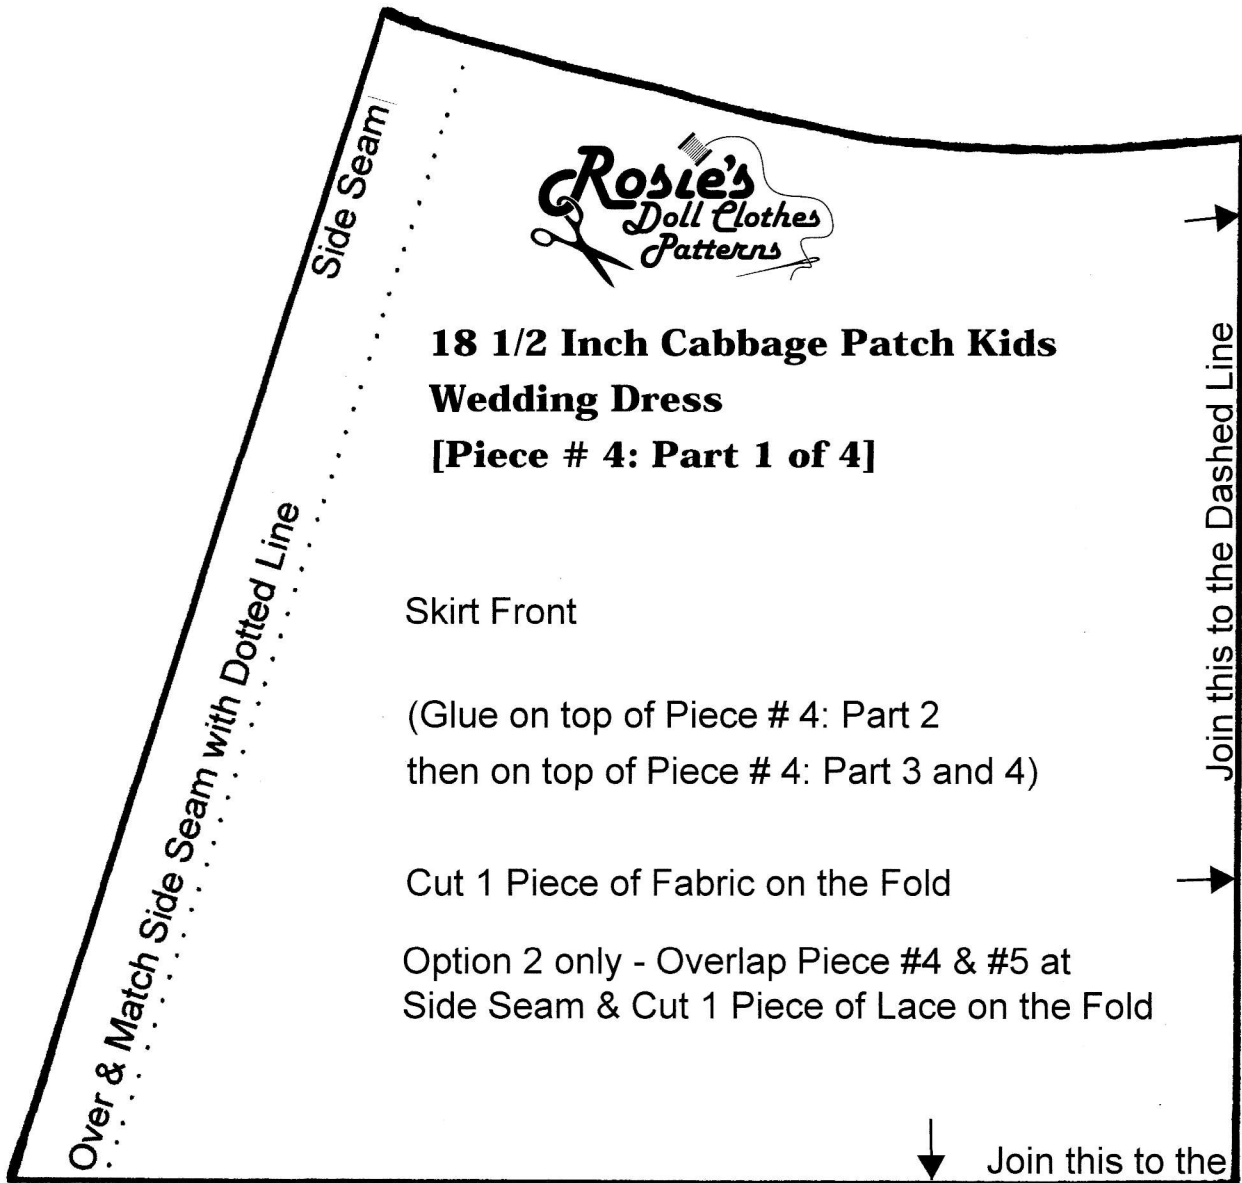 Rosie's
Doll Clothes
Patterns
Side Seam
18 1/2 Inch Cabbage Patch Kids
Wedding Dress
[Piece # 4: Part 1 of 4]
Join this to the Dashed Line
Over & Match Side Seam with Dotted Line
Skirt Front
(Glue on top of Piece # 4: Part 2
then on top of Piece # 4: Part 3 and 4)
Cut 1 Piece of Fabric on the Fold
Option 2 only - Overlap Piece #4 & #5 at
Side Seam & Cut 1 Piece of Lace on the Fold
Join this to the